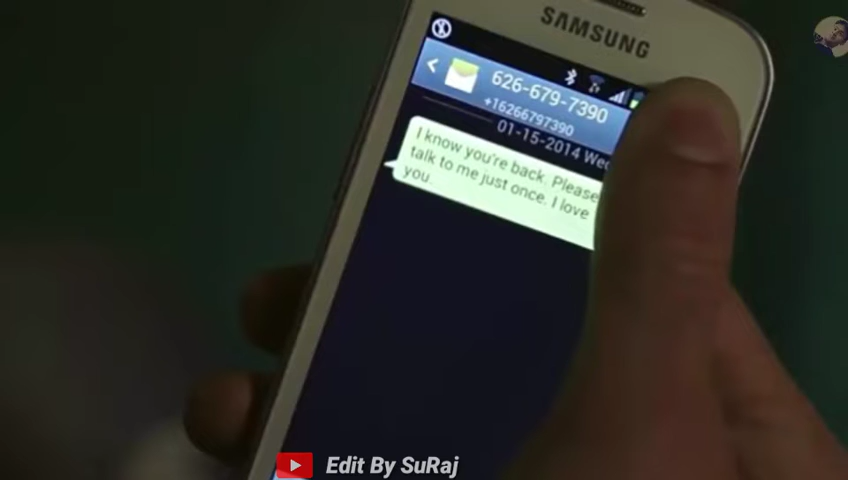 SAMSUNG
626-679-7390
+16266797390
01-15-2014 Wed
I know you're back. Please
talk to me just once. I love
you.
Edit By SuRaj